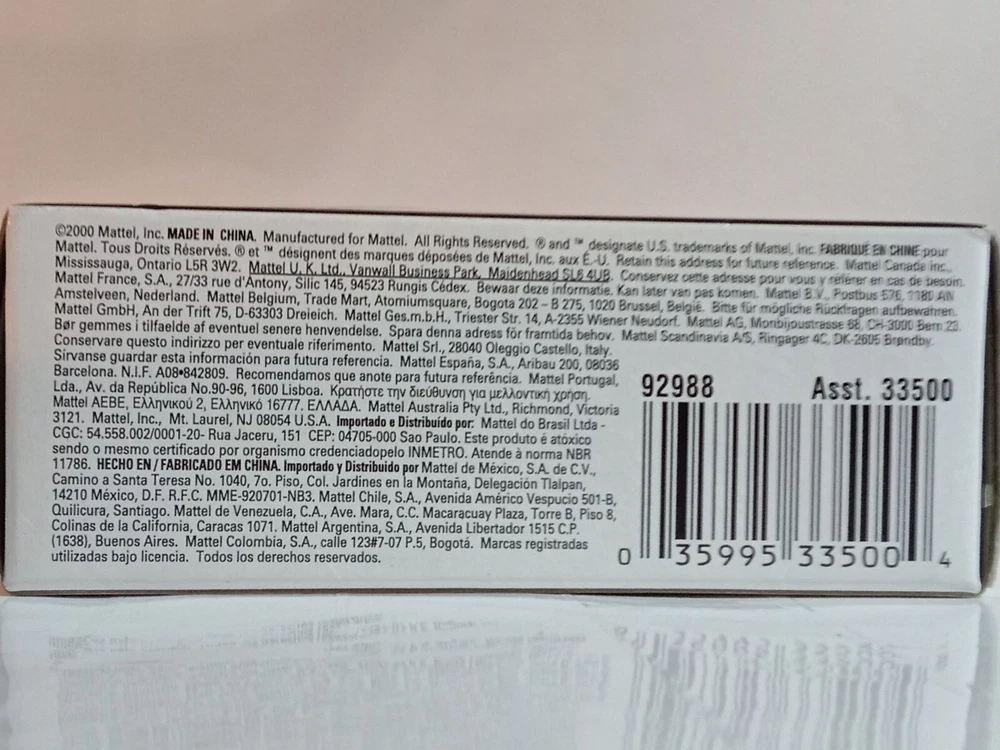 ©2000 Mattel, Inc. MADE IN CHINA. Manufactured for Mattel. All Rights Reserved. ® and ™ designate U.S. trademarks of Mattel, Inc. FABRIQUÉ EN CHINE pour
Mattel. Tous Droits Réservés. ® et ™ désignent des marques déposées de Mattel, Inc. aux É.-U. Retain this address for future reference. Mattel Canada Inc.,
Mississauga, Ontario L5R 3W2. Mattel U.K. Ltd., Vanwall Business Park, Maidenhead SL6 4UB. Conservez cette adresse pour vous y référer en cas de besoin.
Mattel France, S.A., 27/33 rue d'Antony, Silic 145, 94523 Rungis Cédex. Bewaar deze informatie. Kan later van pas komen. Mattel B.V., Postbus 576, 1180 AN
Amstelveen, Nederland. Mattel Belgium, Trade Mart, Atomiumsquare, Bogota 202 – B 275, 1020 Brussel, België. Bitte für mögliche Rückfragen aufbewahren.
Mattel GmbH, An der Trift 75, D-63303 Dreieich. Mattel Ges.m.b.H., Triester Str. 14, A-2355 Wiener Neudorf. Mattel AG, Monbijoustrasse 68, CH-3000 Bern 23.
Bør gemmes i tilfaelde af eventuel senere henvendelse. Spara denna adress för framtida behov. Mattel Scandinavia A/S, Ringager 4C, DK-2605 Brøndby.
Conservare questo indirizzo per eventuale riferimento. Mattel Srl., 28040 Oleggio Castello, Italy.
Sirvanse guardar esta información para futura referencia. Mattel España, S.A., Aribau 200, 08036
Barcelona. N.I.F. A08•842809. Recomendamos que anote para futura referência. Mattel Portugal,
Lda., Av. da República No.90-96, 1600 Lisboa. Κρατήστε την διεύθυνση για μελλοντική χρήση.
Mattel AEBE, Ελληνικού 2, Ελληνικό 16777. ΕΛΛΑΔΑ. Mattel Australia Pty Ltd., Richmond, Victoria
3121. Mattel, Inc., Mt. Laurel, NJ 08054 U.S.A. Importado e Distribuido por: Mattel do Brasil Ltda -
CGC: 54.558.002/0001-20- Rua Jaceru, 151 CEP: 04705-000 Sao Paulo. Este produto é atóxico
sendo o mesmo certificado por organismo credenciadopelo INMETRO. Atende à norma NBR
11786. HECHO EN / FABRICADO EM CHINA. Importado y Distribuido por Mattel de México, S.A. de C.V.,
Camino a Santa Teresa No. 1040, 7o. Piso, Col. Jardines en la Montaña, Delegación Tlalpan,
14210 México, D.F. R.F.C. MME-920701-NB3. Mattel Chile, S.A., Avenida Américo Vespucio 501-B,
Quilicura, Santiago. Mattel de Venezuela, C.A., Ave. Mara, C.C. Macaracuay Plaza, Torre B, Piso 8,
Colinas de la California, Caracas 1071. Mattel Argentina, S.A., Avenida Libertador 1515 C.P.
(1638), Buenos Aires. Mattel Colombia, S.A., calle 123#7-07 P.5, Bogotá. Marcas registradas
utilizadas bajo licencia. Todos los derechos reservados.
92988 Asst. 33500
0 35995 33500 4